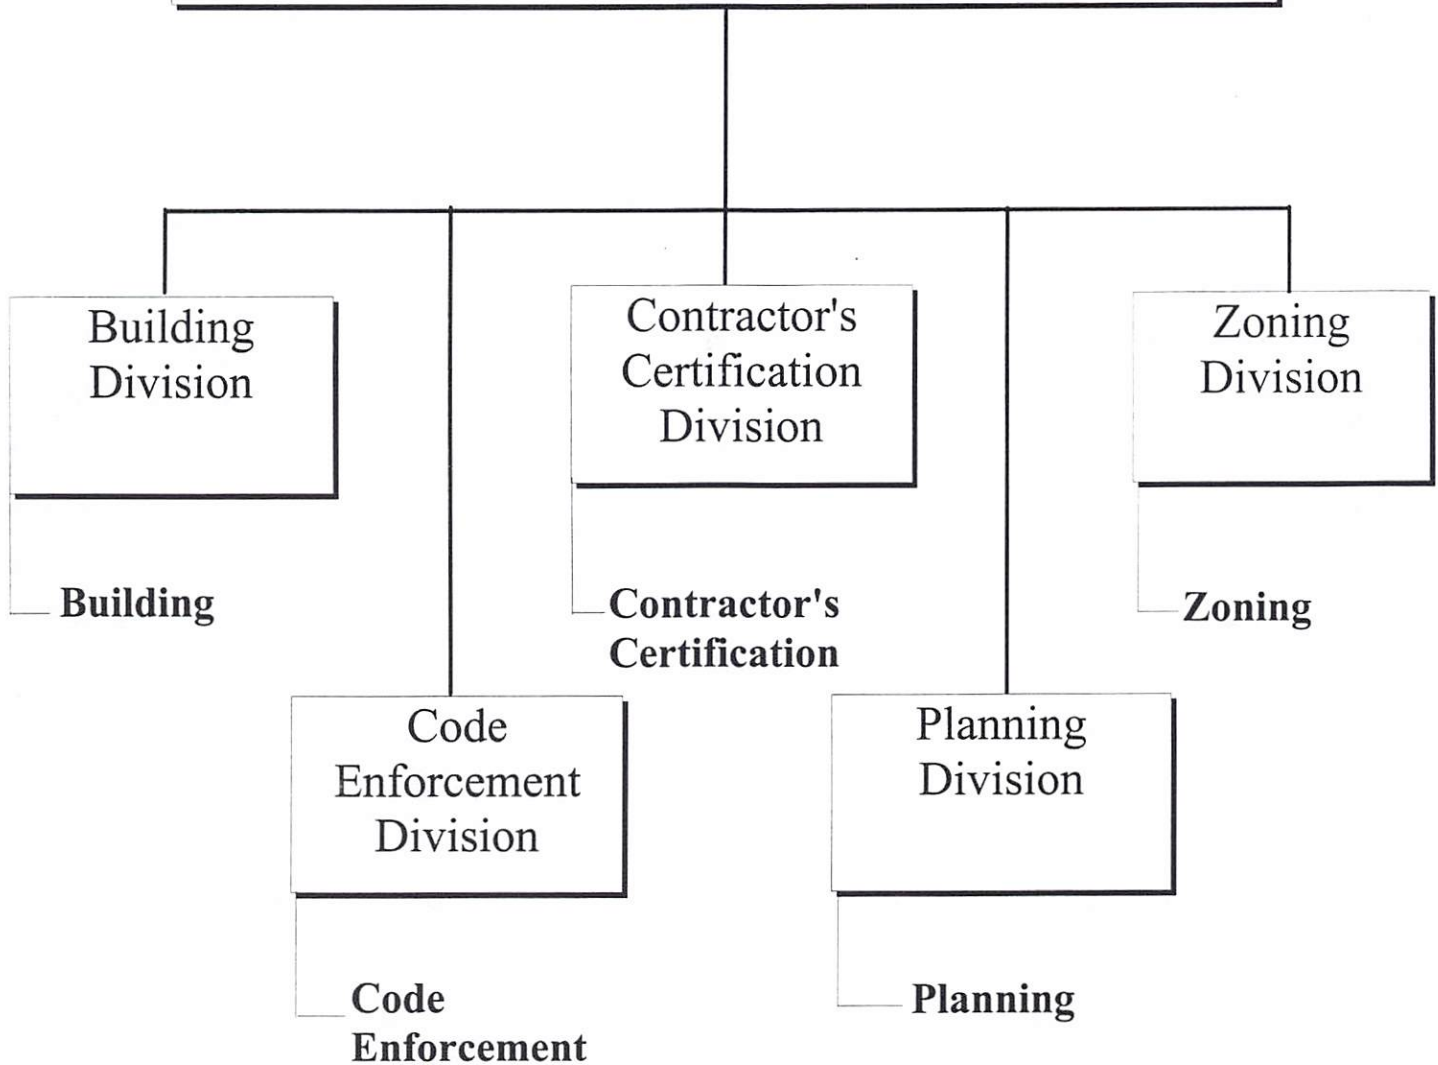 Building
Division
Contractor's
Certification
Division
Zoning
Division
Building
Contractor's
Certification
Zoning
Code
Enforcement
Division
Planning
Division
Code
Enforcement
Planning